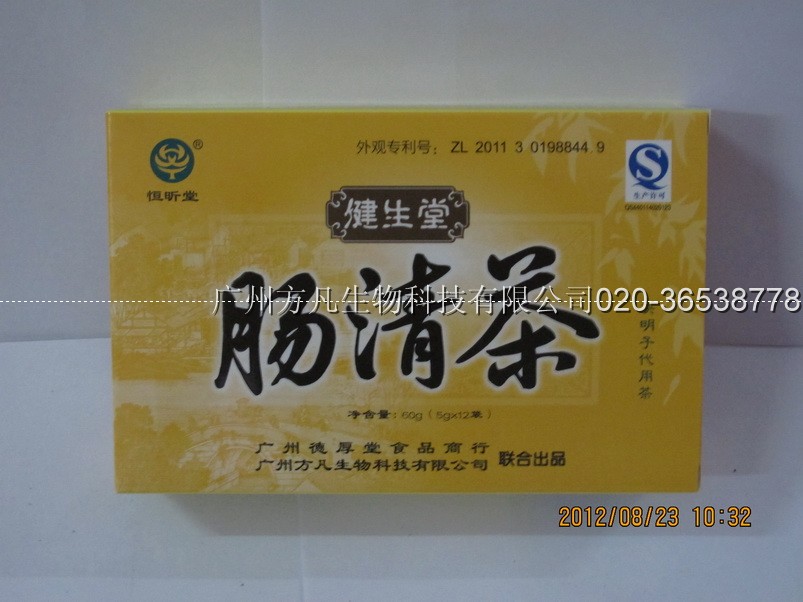 外观专利号：ZL 2011 3 0198844.9
恒昕堂®
生产许可
健生堂
广州方凡生物科技有限公司020-36538778
肠清茶
明子代用茶
净含量：60g（5gx12袋）
广州德厚堂食品商行
广州方凡生物科技有限公司
联合出品
2012/08/23 10:32